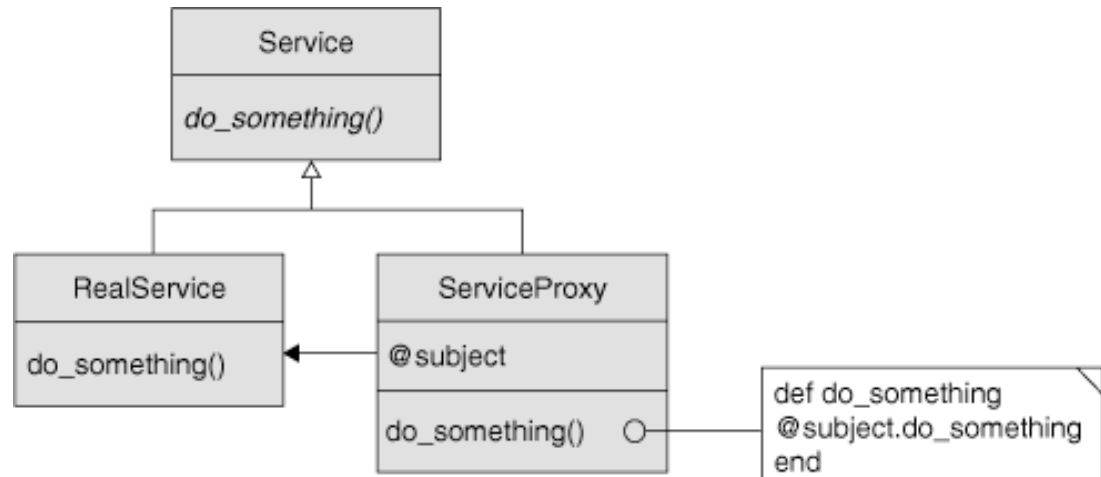 Service
do_something()
RealService
do_something()
ServiceProxy
@subject
do_something()
def do_something
@subject.do_something
end